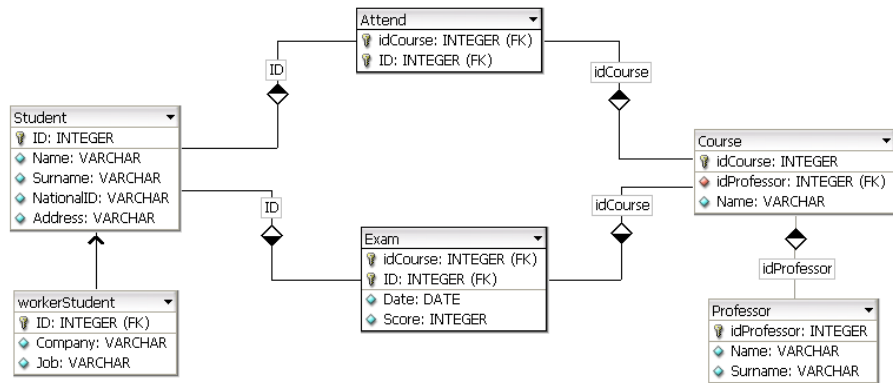 Attend
idCourse: INTEGER (FK)
ID: INTEGER (FK)
ID
idCourse
Student
ID: INTEGER
Name: VARCHAR
Surname: VARCHAR
NationalID: VARCHAR
Address: VARCHAR
Course
idCourse: INTEGER
idProfessor: INTEGER (FK)
Name: VARCHAR
ID
idCourse
Exam
idCourse: INTEGER (FK)
ID: INTEGER (FK)
Date: DATE
Score: INTEGER
idProfessor
workerStudent
ID: INTEGER (FK)
Company: VARCHAR
Job: VARCHAR
Professor
idProfessor: INTEGER
Name: VARCHAR
Surname: VARCHAR